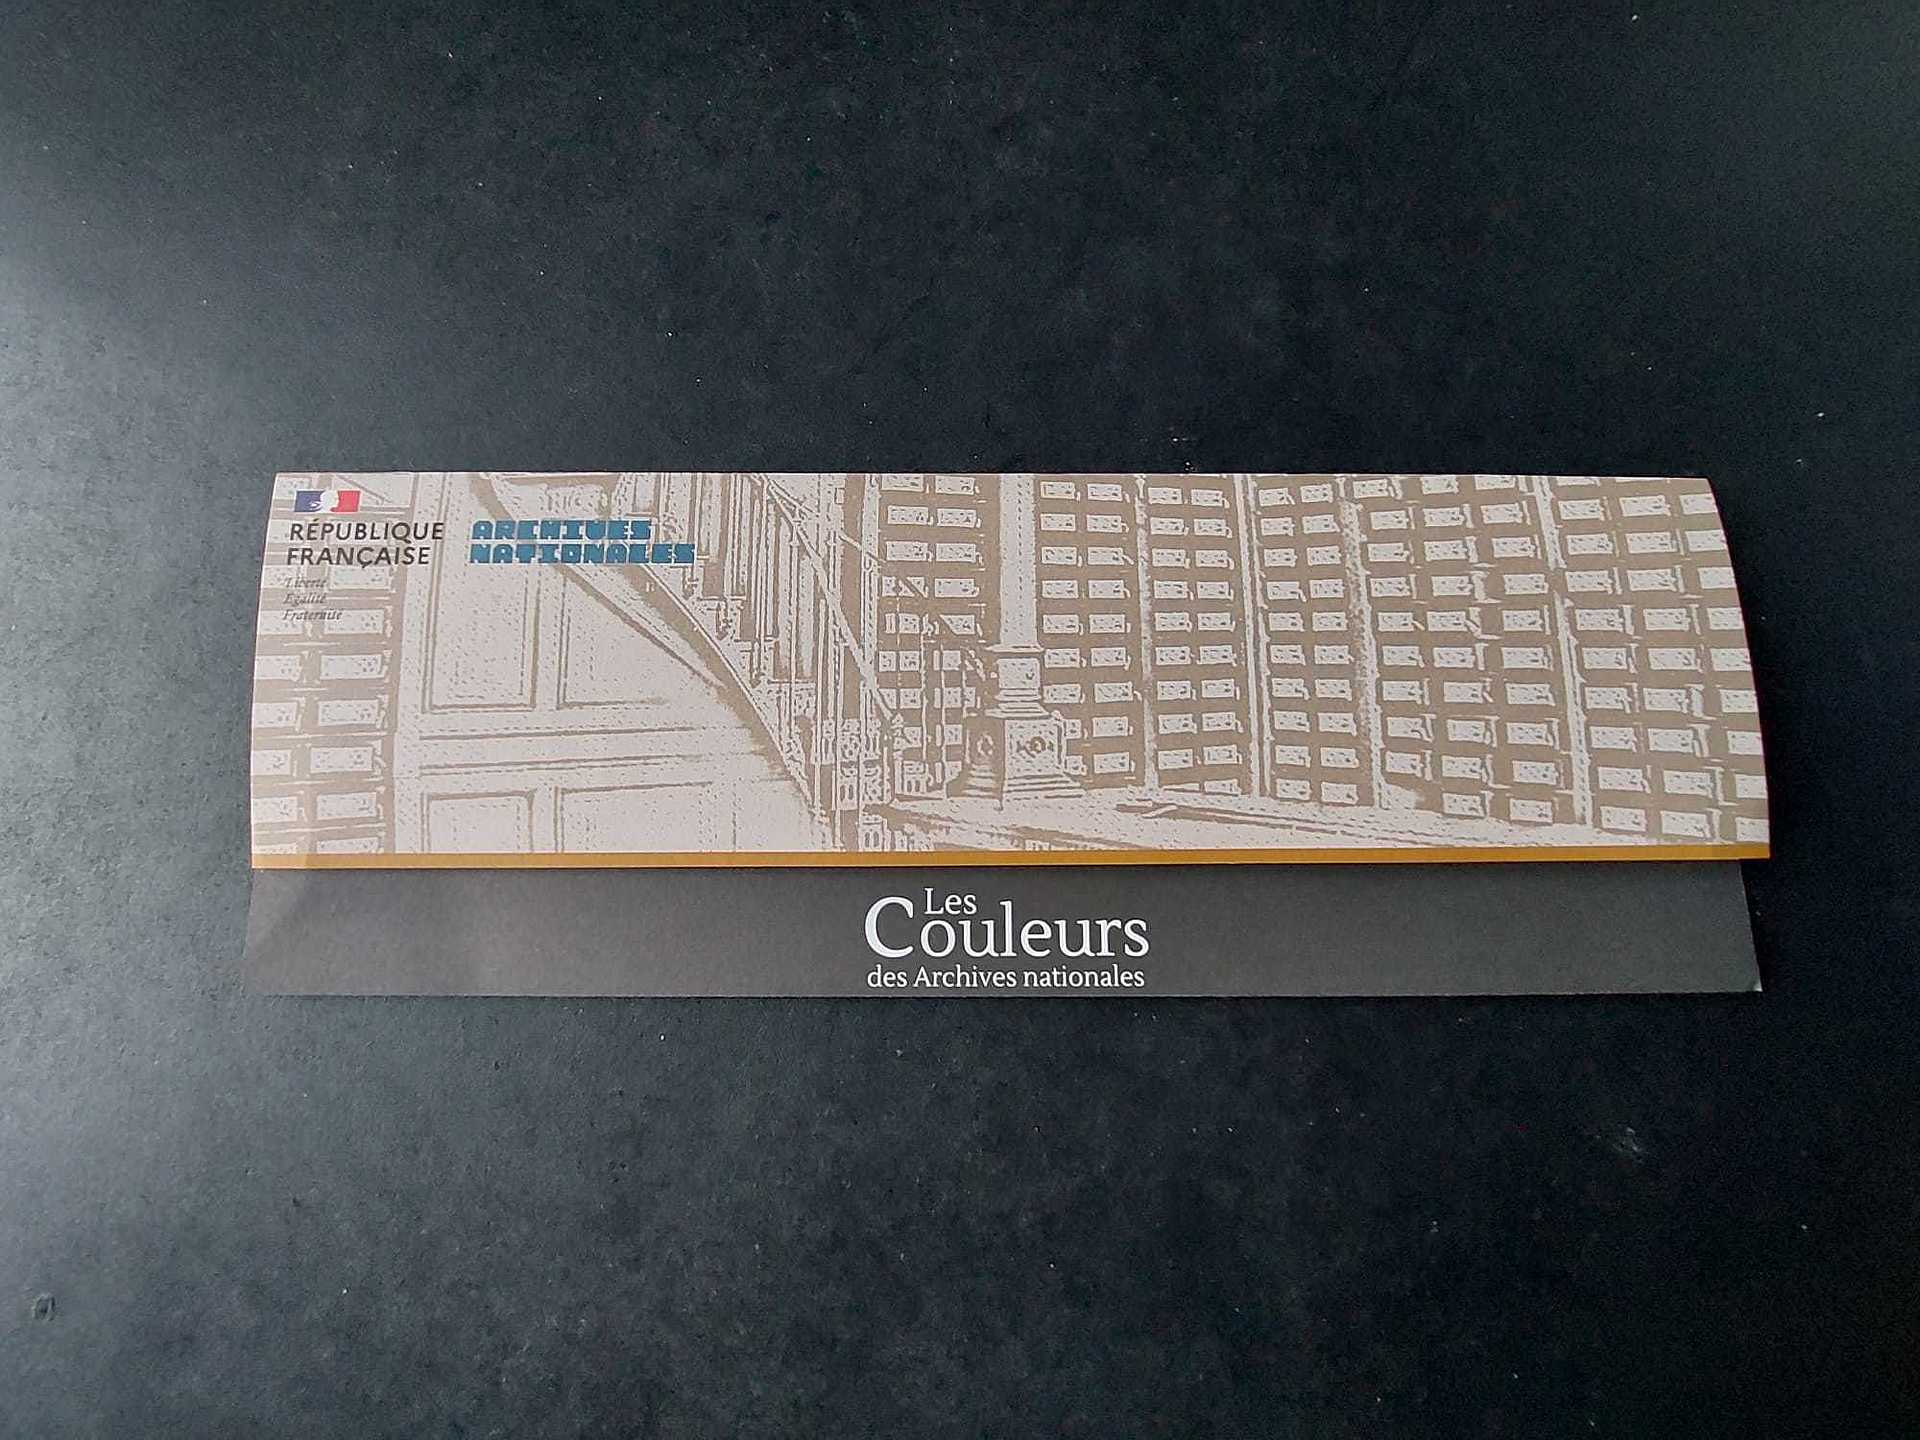 RÉPUBLIQUE
FRANÇAISE
Liberté
Égalité
Fraternité
ARCHIVES
NATIONALES
Les
Couleurs
des Archives nationales